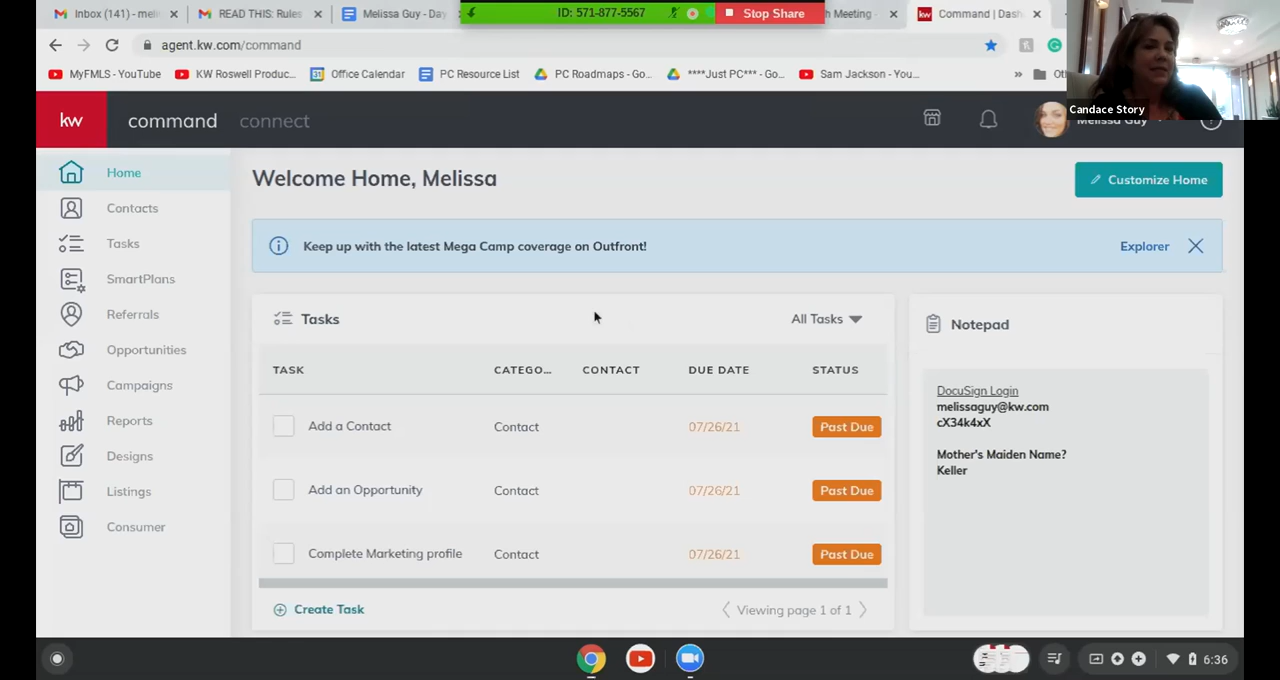 Inbox (141) - meli
READ THIS: Rules
Melissa Guy - Day
ID: 571-877-5567
Stop Share
h Meeting -
Command | Dash
agent.kw.com/command
MyFMLS - YouTube
KW Roswell Produc...
Office Calendar
PC Resource List
PC Roadmaps - Go...
****Just PC*** - Go...
Sam Jackson - You...
»
Candace Story
kw
command
connect
Melissa Guy
Home
Contacts
Tasks
SmartPlans
Referrals
Opportunities
Campaigns
Reports
Designs
Listings
Consumer
Welcome Home, Melissa
Customize Home
Keep up with the latest Mega Camp coverage on Outfront!
Explorer
Tasks
All Tasks
TASK CATEGO... CONTACT DUE DATE STATUS
Add a Contact Contact 07/26/21 Past Due
Add an Opportunity Contact 07/26/21 Past Due
Complete Marketing profile Contact 07/26/21 Past Due
Create Task
Viewing page 1 of 1
Notepad
DocuSign Login
melissaguy@kw.com
cX34k4xX
Mother's Maiden Name?
Keller
6:36